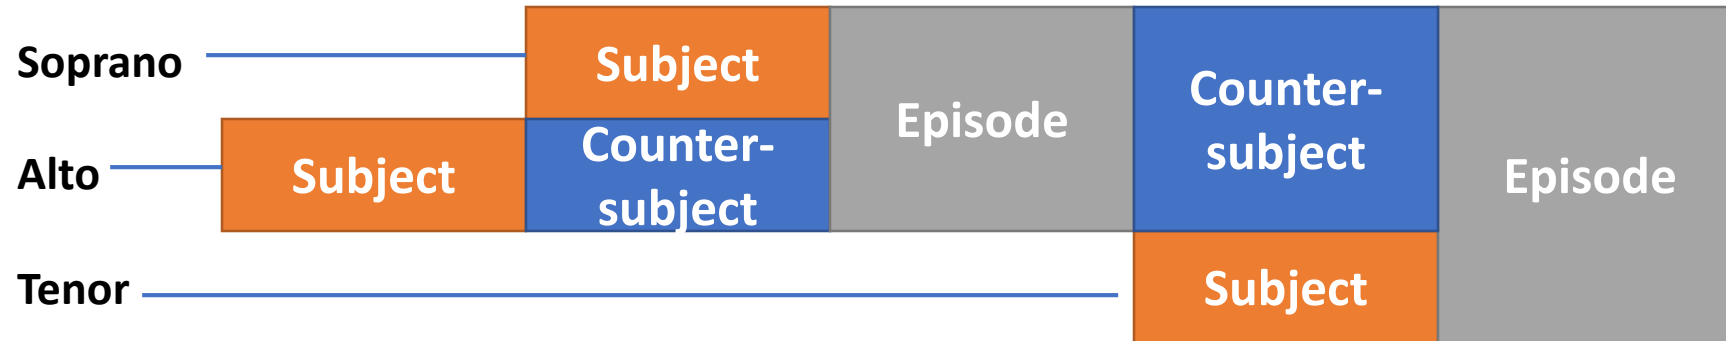 Soprano
Subject
Episode
Counter-
subject
Episode
Alto
Subject
Counter-
subject
Tenor
Subject